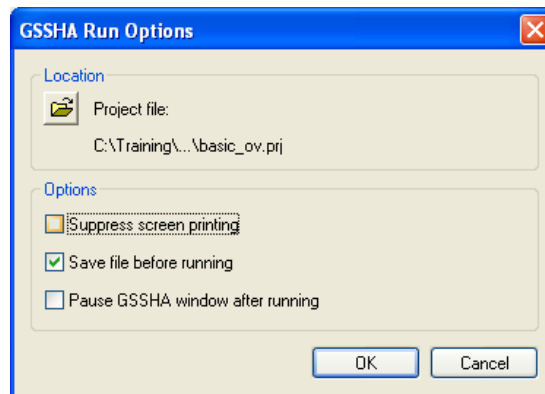 GSSHA Run Options
Location
Project file:
C:\Training\...\basic_ov.prj
Options
Suppress screen printing
Save file before running
Pause GSSHA window after running
OK Cancel